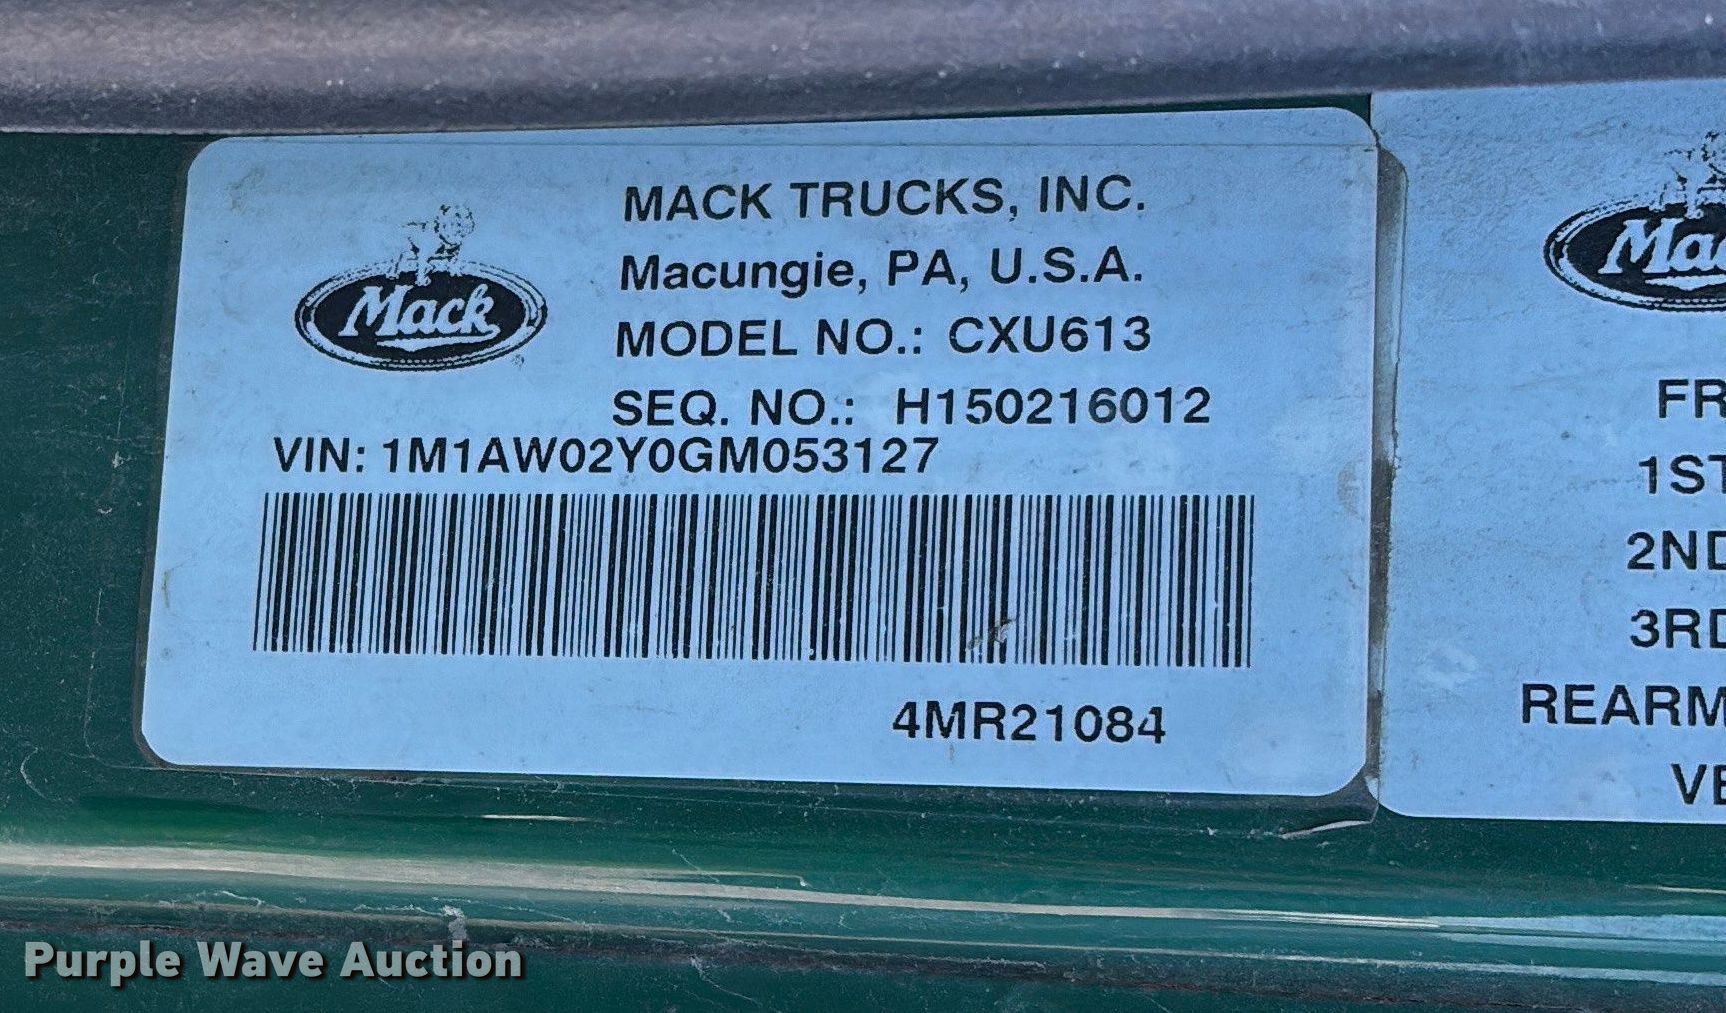 MACK TRUCKS, INC.
Macungie, PA, U.S.A.
Mack
MODEL NO.: CXU613
SEQ. NO.: H150216012
VIN: 1M1AW02Y0GM053127
4MR21084
Mac
FR
1ST
2ND
3RD
REARM
VE
Purple Wave Auction